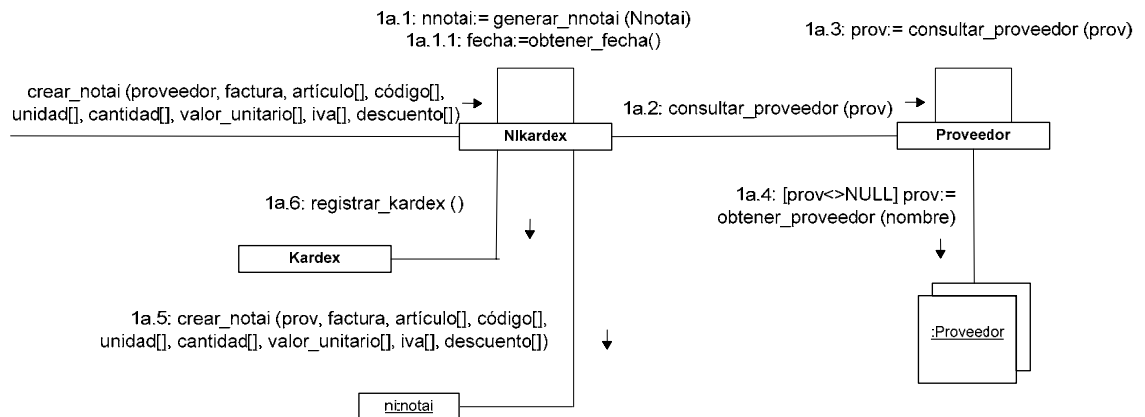 1a.1: nnotai:= generar_nnotai (Nnotai)
1a.1.1: fecha:=obtener_fecha()
1a.3: prov:= consultar_proveedor (prov)
crear_notai (proveedor, factura, artículo[], código[],
unidad[], cantidad[], valor_unitario[], iva[], descuento[])
1a.2: consultar_proveedor (prov)
NIkardex
Proveedor
1a.6: registrar_kardex ()
1a.4: [prov<>NULL] prov:=
obtener_proveedor (nombre)
Kardex
1a.5: crear_notai (prov, factura, artículo[], código[],
unidad[], cantidad[], valor_unitario[], iva[], descuento[])
:Proveedor
ni:notai